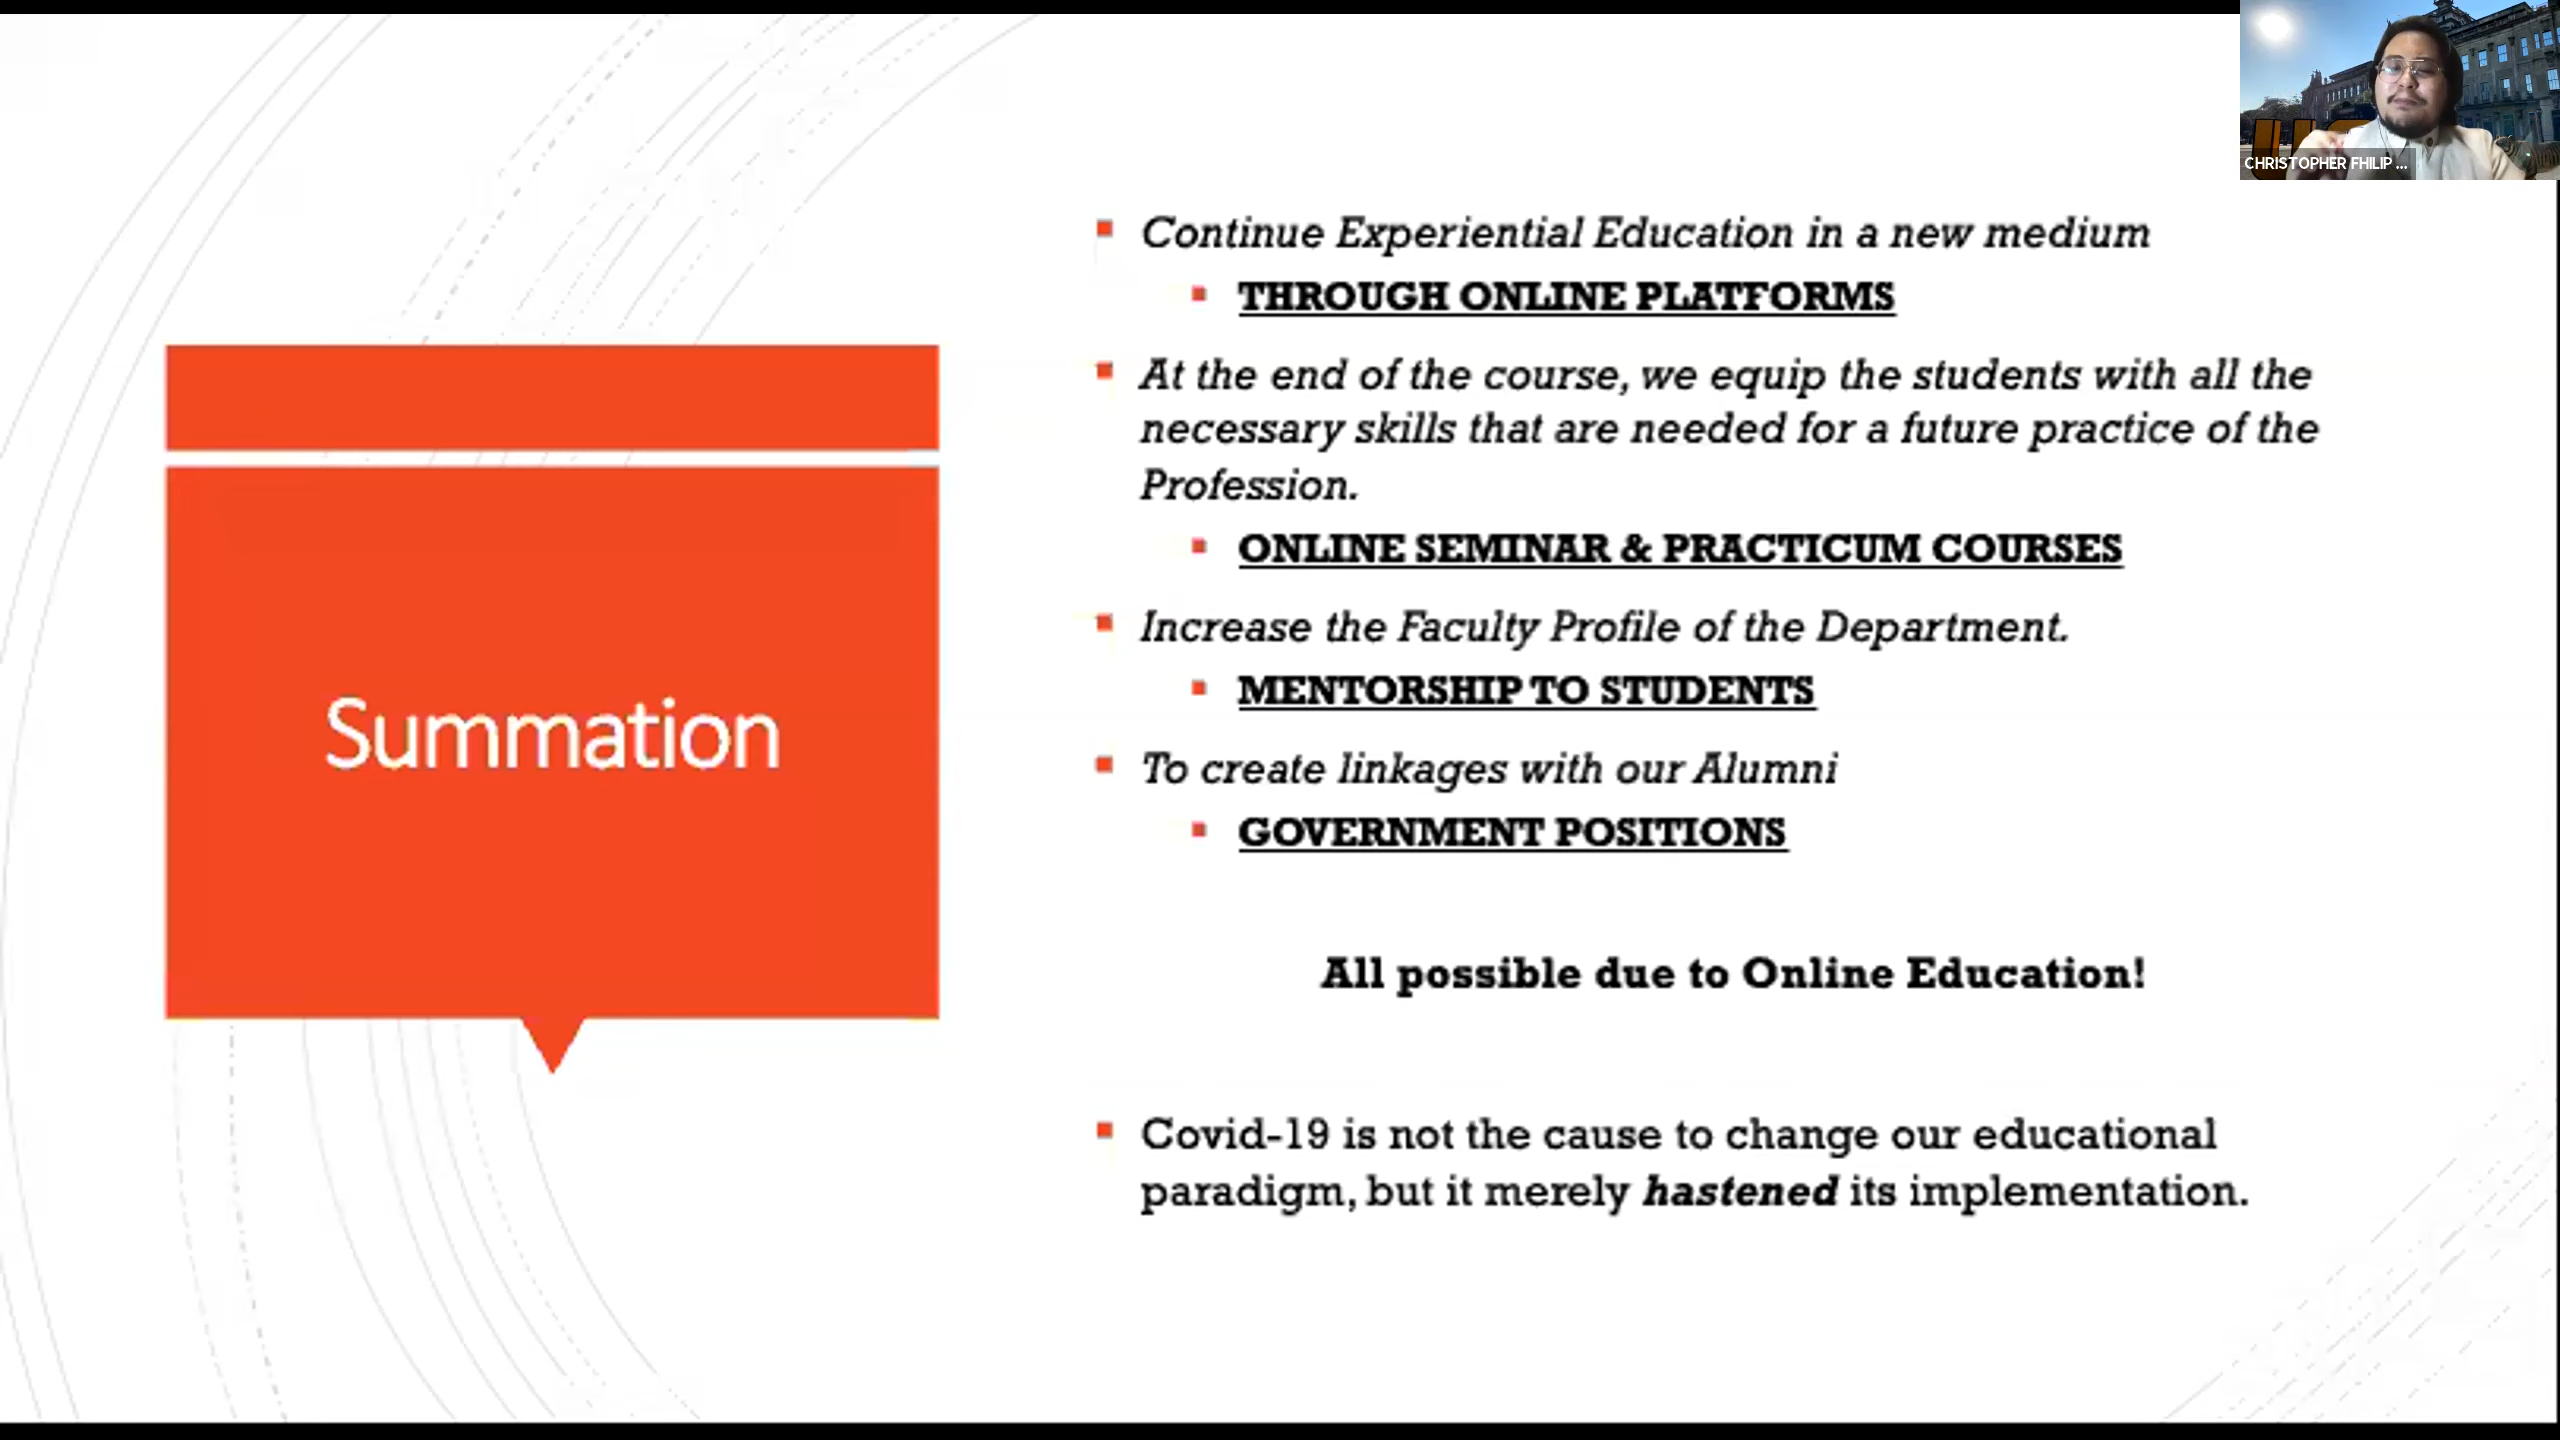 CHRISTOPHER FHILIP ...
Continue Experiential Education in a new medium
THROUGH ONLINE PLATFORMS
At the end of the course, we equip the students with all the
necessary skills that are needed for a future practice of the
Profession.
ONLINE SEMINAR & PRACTICUM COURSES
Increase the Faculty Profile of the Department.
MENTORSHIP TO STUDENTS
To create linkages with our Alumni
GOVERNMENT POSITIONS
Summation
All possible due to Online Education!
Covid-19 is not the cause to change our educational
paradigm, but it merely hastened its implementation.